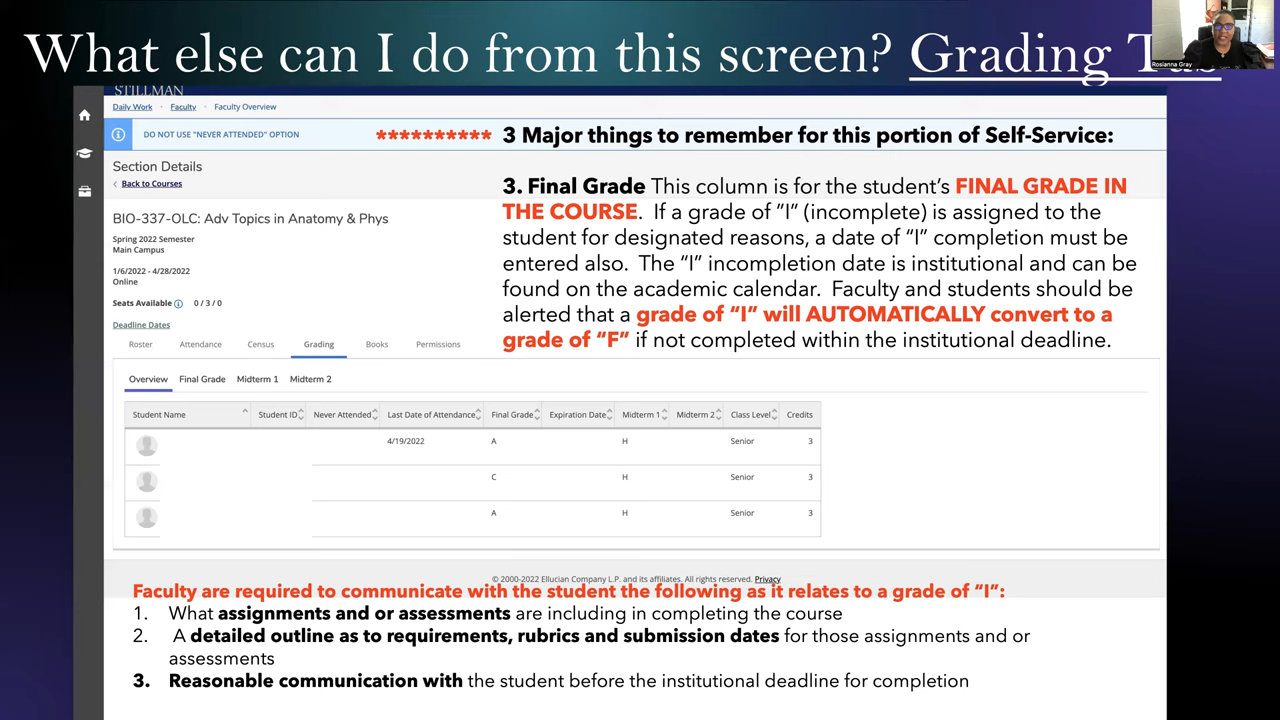 What else can I do from this screen? Grading Tab
Rosianna Gray
STILLMAN
Daily Work · Faculty · Faculty Overview
DO NOT USE "NEVER ATTENDED" OPTION
********** 3 Major things to remember for this portion of Self-Service:
Section Details
< Back to Courses
BIO-337-OLC: Adv Topics in Anatomy & Phys
Spring 2022 Semester
Main Campus
1/6/2022 - 4/28/2022
Online
Seats Available 0 / 3 / 0
Deadline Dates
3. Final Grade This column is for the student's FINAL GRADE IN
THE COURSE. If a grade of "I" (incomplete) is assigned to the
student for designated reasons, a date of "I" completion must be
entered also. The "I" incompletion date is institutional and can be
found on the academic calendar. Faculty and students should be
alerted that a grade of "I" will AUTOMATICALLY convert to a
grade of "F" if not completed within the institutional deadline.
Roster Attendance Census Grading Books Permissions
Overview Final Grade Midterm 1 Midterm 2
Student Name Student ID Never Attended Last Date of Attendance Final Grade Expiration Date Midterm 1 Midterm 2 Class Level Credits
4/19/2022 A H Senior 3
C H Senior 3
A H Senior 3
© 2000-2022 Ellucian Company L.P. and its affiliates. All rights reserved. Privacy
Faculty are required to communicate with the student the following as it relates to a grade of "I":
1. What assignments and or assessments are including in completing the course
2. A detailed outline as to requirements, rubrics and submission dates for those assignments and or
assessments
3. Reasonable communication with the student before the institutional deadline for completion